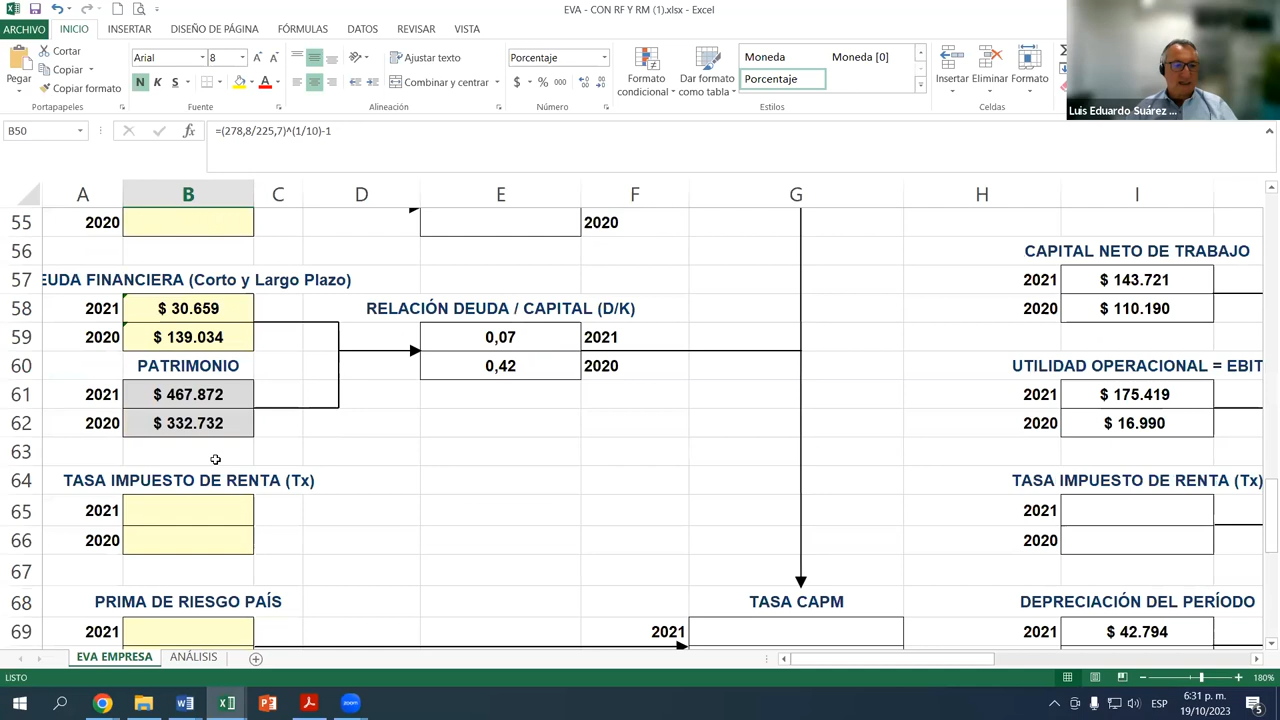 EVA - CON RF Y RM (1).xlsx - Excel
ARCHIVO INICIO INSERTAR DISEÑO DE PÁGINA FÓRMULAS DATOS REVISAR VISTA
Pegar
Cortar
Copiar
Copiar formato
Portapapeles
Arial 8
N K S
Fuente
Ajustar texto
Combinar y centrar
Alineación
Porcentaje
$ % 000
Número
Formato condicional
Dar formato como tabla
Moneda Moneda [0]
Porcentaje
Estilos
Insertar Eliminar Formato
Celdas
Luis Eduardo Suárez ...
B50 fx =(278,8/225,7)^(1/10)-1
A B C D E F G H I
55 2020 2020
56 CAPITAL NETO DE TRABAJO
57 EUDA FINANCIERA (Corto y Largo Plazo) 2021 $ 143.721
58 2021 $ 30.659 RELACIÓN DEUDA / CAPITAL (D/K) 2020 $ 110.190
59 2020 $ 139.034 0,07 2021
60 PATRIMONIO 0,42 2020 UTILIDAD OPERACIONAL = EBIT
61 2021 $ 467.872 2021 $ 175.419
62 2020 $ 332.732 2020 $ 16.990
63
64 TASA IMPUESTO DE RENTA (Tx) TASA IMPUESTO DE RENTA (Tx)
65 2021 2021
66 2020 2020
67
68 PRIMA DE RIESGO PAÍS TASA CAPM DEPRECIACIÓN DEL PERÍODO
69 2021 2021 2021 $ 42.794
EVA EMPRESA ANÁLISIS
LISTO 180%
ESP 6:31 p. m.
19/10/2023
5